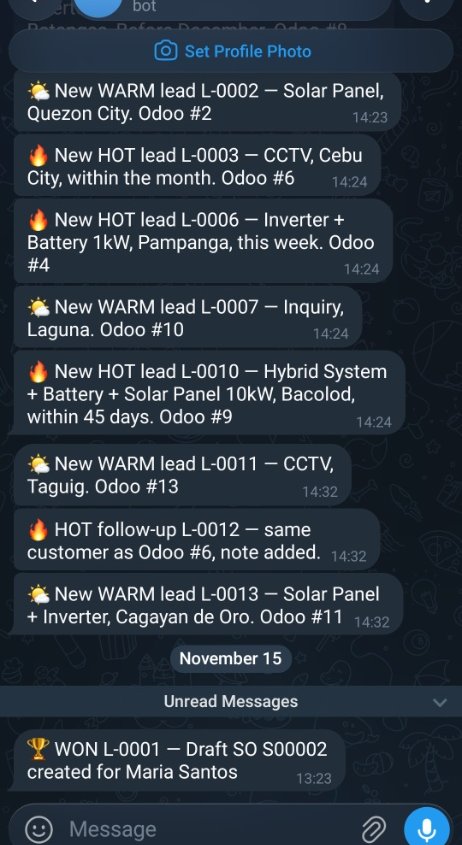 bot
Set Profile Photo
🌤 New WARM lead L-0002 — Solar Panel,
Quezon City. Odoo #2
14:23
🔥 New HOT lead L-0003 — CCTV, Cebu
City, within the month. Odoo #6
14:24
🔥 New HOT lead L-0006 — Inverter +
Battery 1kW, Pampanga, this week. Odoo
#4
14:24
🌤 New WARM lead L-0007 — Inquiry,
Laguna. Odoo #10
14:24
🔥 New HOT lead L-0010 — Hybrid System
+ Battery + Solar Panel 10kW, Bacolod,
within 45 days. Odoo #9
14:24
🌤 New WARM lead L-0011 — CCTV,
Taguig. Odoo #13
14:32
🔥 HOT follow-up L-0012 — same
customer as Odoo #6, note added.
14:32
🌤 New WARM lead L-0013 — Solar Panel
+ Inverter, Cagayan de Oro. Odoo #11
14:32
November 15
Unread Messages
🏆 WON L-0001 — Draft SO S00002
created for Maria Santos
13:23
Message